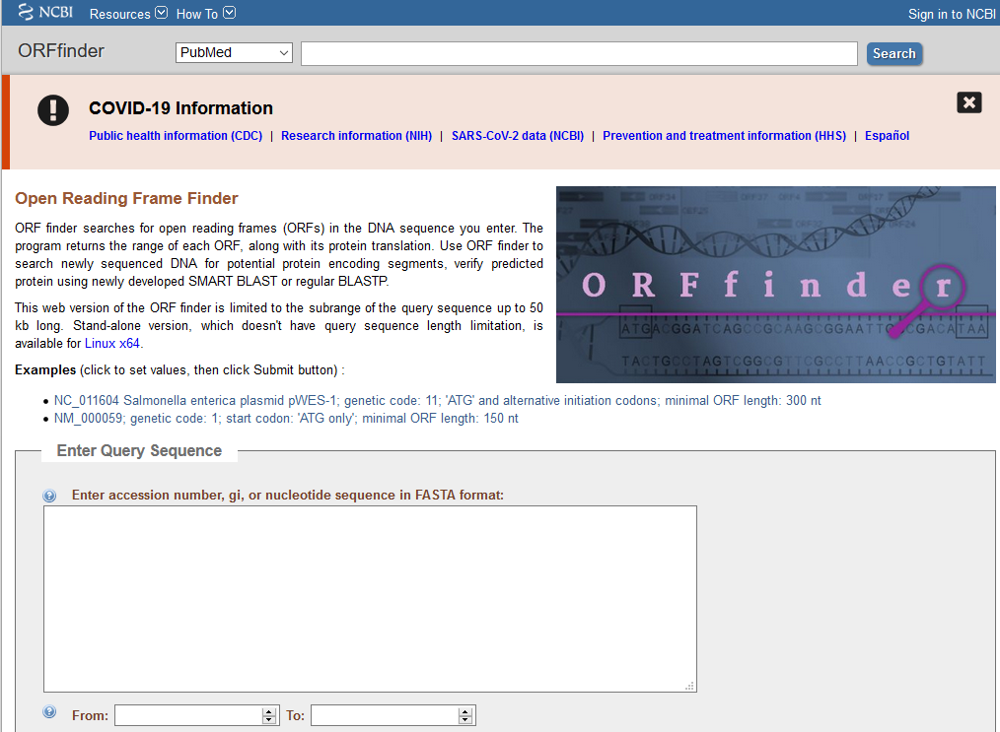 NCBI Resources How To Sign in to NCBI
ORFfinder PubMed Search
COVID-19 Information
Public health information (CDC) | Research information (NIH) | SARS-CoV-2 data (NCBI) | Prevention and treatment information (HHS) | Español
Open Reading Frame Finder
ORF finder searches for open reading frames (ORFs) in the DNA sequence you enter. The
program returns the range of each ORF, along with its protein translation. Use ORF finder to
search newly sequenced DNA for potential protein encoding segments, verify predicted
protein using newly developed SMART BLAST or regular BLASTP.
This web version of the ORF finder is limited to the subrange of the query sequence up to 50
kb long. Stand-alone version, which doesn't have query sequence length limitation, is
available for Linux x64.
ORFfinder
Examples (click to set values, then click Submit button) :
• NC_011604 Salmonella enterica plasmid pWES-1; genetic code: 11; 'ATG' and alternative initiation codons; minimal ORF length: 300 nt
• NM_000059; genetic code: 1; start codon: 'ATG only'; minimal ORF length: 150 nt
Enter Query Sequence
Enter accession number, gi, or nucleotide sequence in FASTA format:
From: To: